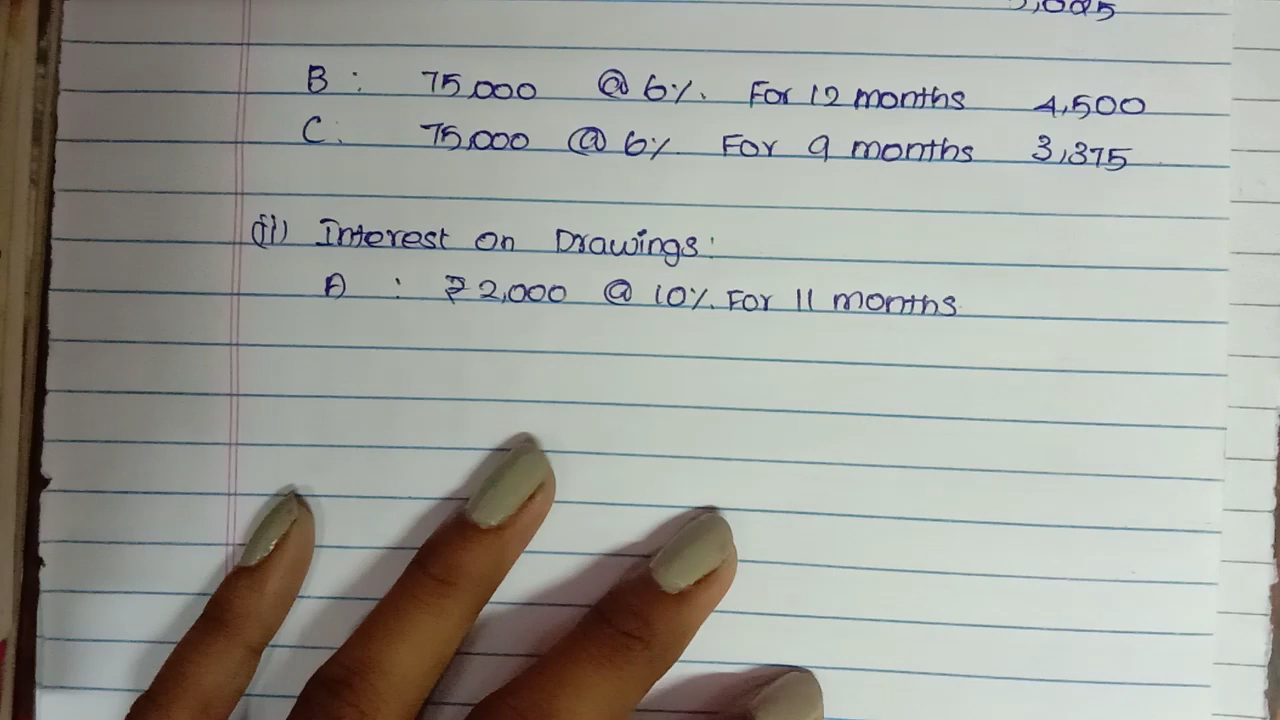 B : 75,000 @ 6%. For 12 months 4,500
C. 75,000 @ 6% For 9 months 3,375
(ii) Interest on Drawings:
A : ₹2,000 @ 10%. For 11 months